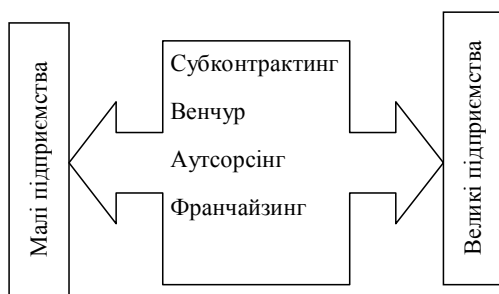 Малі підприємства
Субконтрактинг
Венчур
Аутсорсінг
Франчайзинг
Великі підприємства